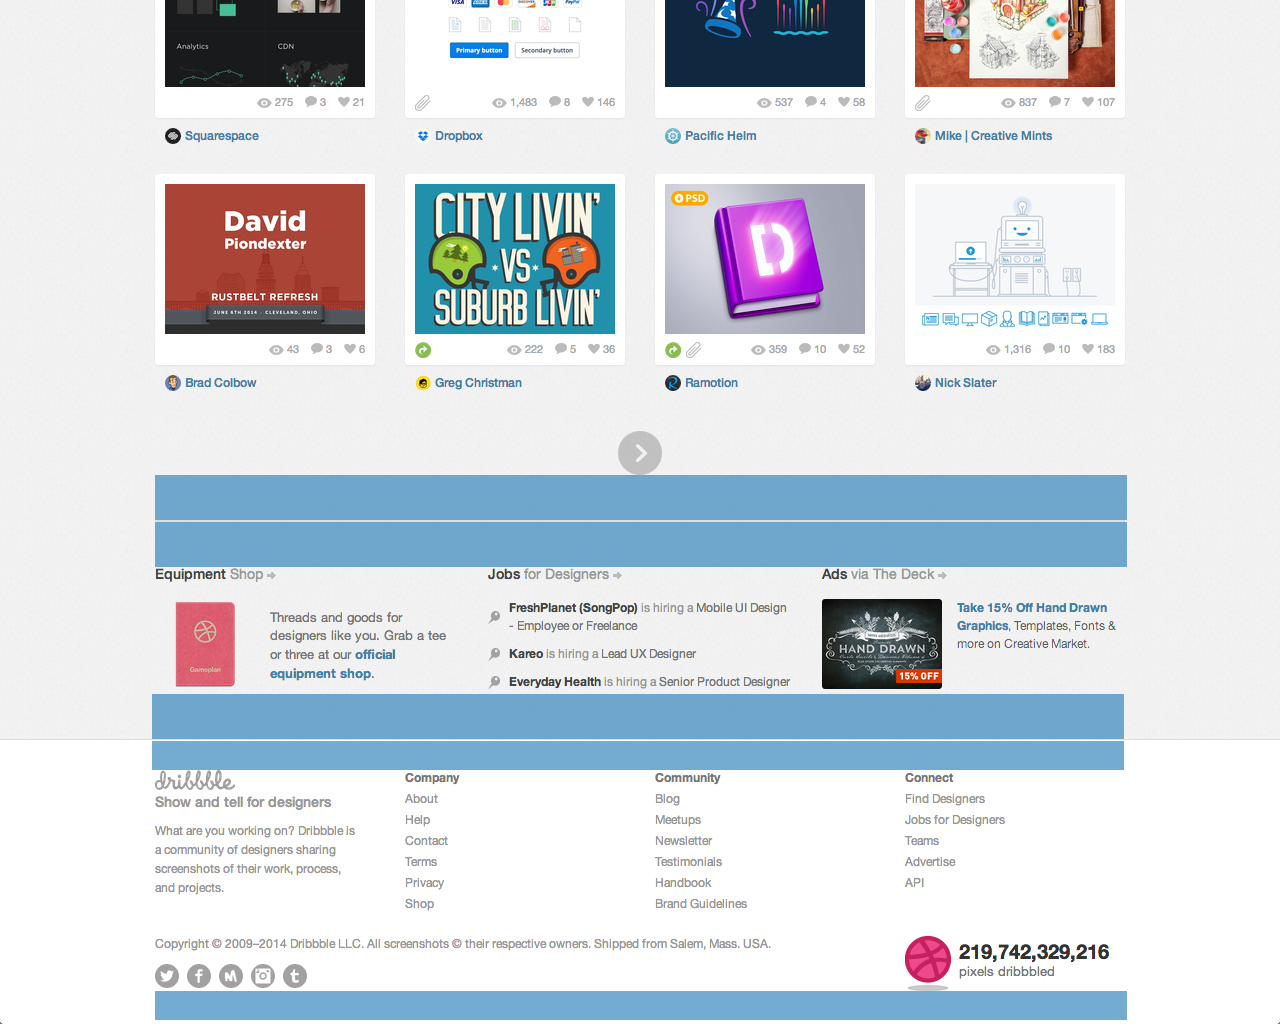 Analytics
CDN
VISA
AMEX
DISCOVER
JCB
PayPal
Primary button
Secondary button
275 3 21
1,483 8 146
537 4 58
837 7 107
Squarespace
Dropbox
Pacific Helm
Mike | Creative Mints
David
Piondexter
RUSTBELT REFRESH
JUNE 6TH 2014 · CLEVELAND, OHIO
CITY LIVIN'
VS
SUBURB LIVIN'
PSD
D
43 3 6
222 5 36
359 10 52
1,316 10 183
Brad Colbow
Greg Christman
Ramotion
Nick Slater
Equipment Shop
Gameplan
Threads and goods for
designers like you. Grab a tee
or three at our official
equipment shop.
Jobs for Designers
FreshPlanet (SongPop) is hiring a Mobile UI Design
- Employee or Freelance
Kareo is hiring a Lead UX Designer
Everyday Health is hiring a Senior Product Designer
Ads via The Deck
HAND DRAWN
15% OFF
Take 15% Off Hand Drawn
Graphics, Templates, Fonts &
more on Creative Market.
dribbble
Show and tell for designers
What are you working on? Dribbble is
a community of designers sharing
screenshots of their work, process,
and projects.
Company
About
Help
Contact
Terms
Privacy
Shop
Community
Blog
Meetups
Newsletter
Testimonials
Handbook
Brand Guidelines
Connect
Find Designers
Jobs for Designers
Teams
Advertise
API
Copyright © 2009–2014 Dribbble LLC. All screenshots © their respective owners. Shipped from Salem, Mass. USA.
219,742,329,216
pixels dribbbled